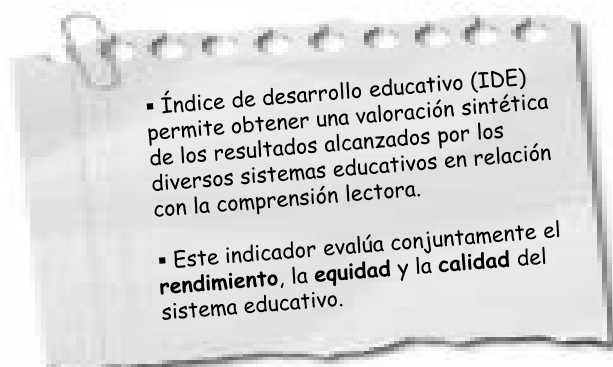 ▪ Índice de desarrollo educativo (IDE)
permite obtener una valoración sintética
de los resultados alcanzados por los
diversos sistemas educativos en relación
con la comprensión lectora.
▪ Este indicador evalúa conjuntamente el
rendimiento, la equidad y la calidad del
sistema educativo.